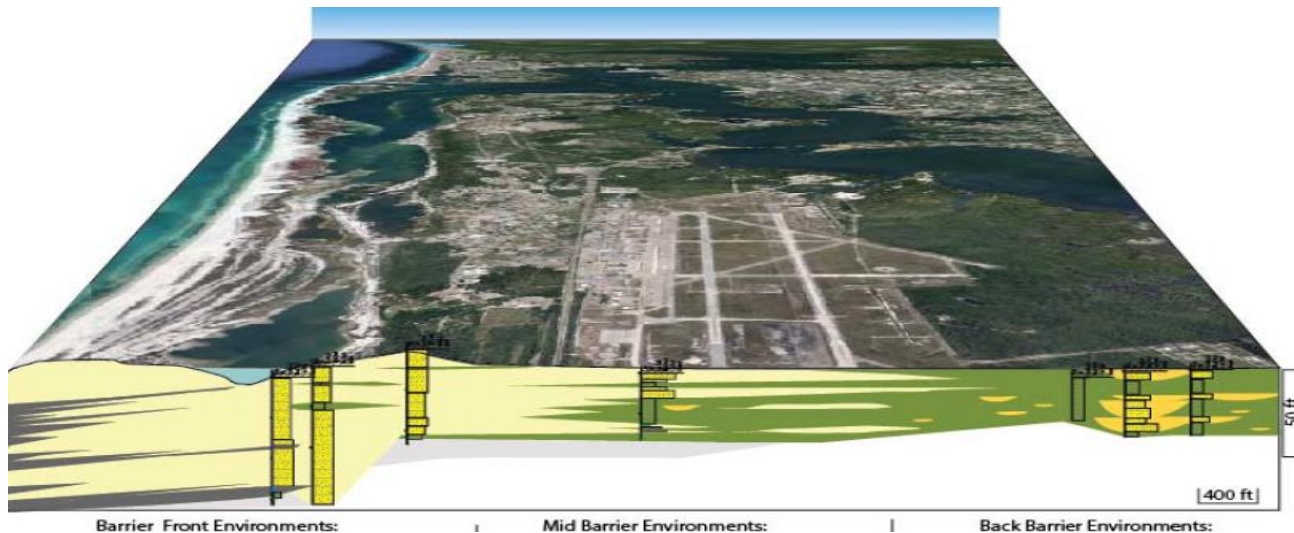 50 ft
400 ft
Barrier Front Environments:
Mid Barrier Environments:
Back Barrier Environments: